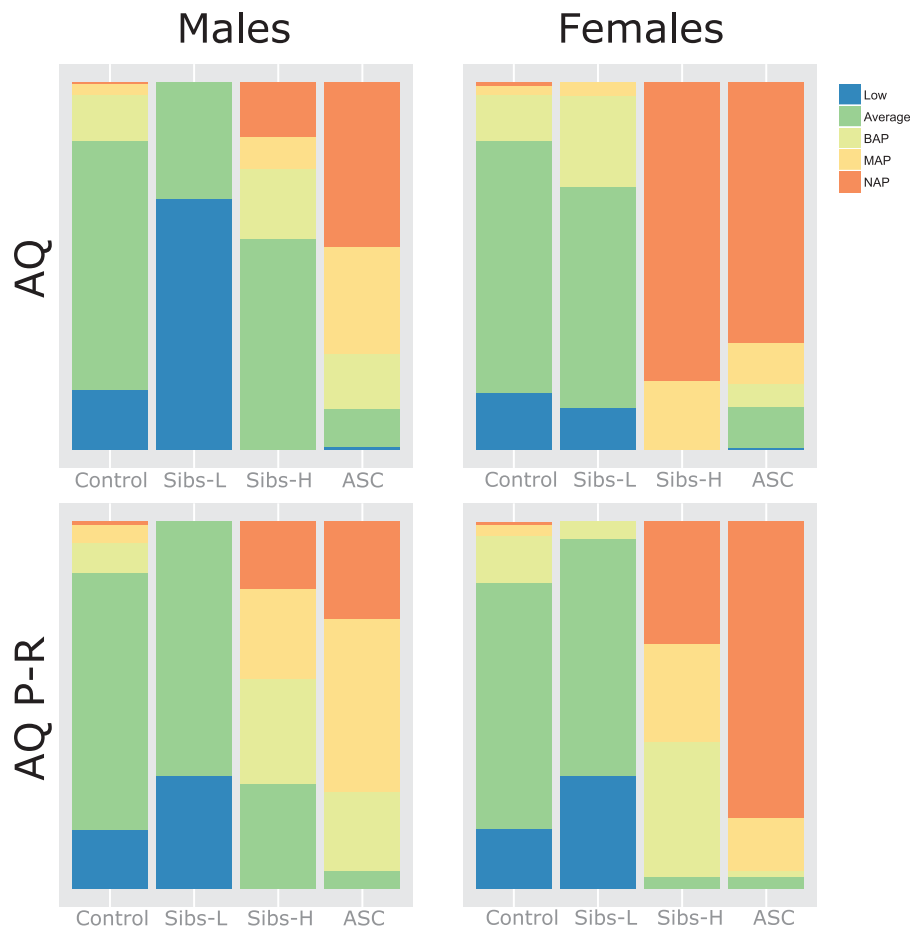 Males
Females
Low
Average
BAP
MAP
NAP
AQ
Control Sibs-L Sibs-H ASC
Control Sibs-L Sibs-H ASC
AQ P-R
Control Sibs-L Sibs-H ASC
Control Sibs-L Sibs-H ASC